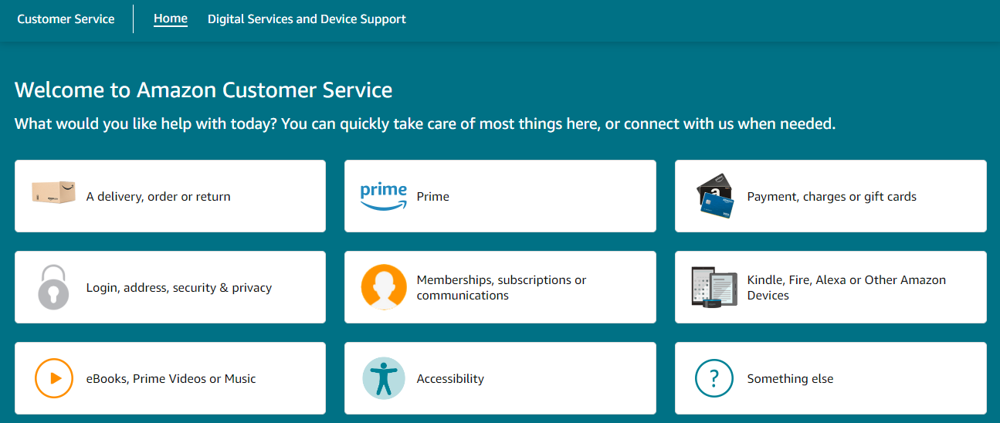 Customer Service
Home
Digital Services and Device Support
Welcome to Amazon Customer Service
What would you like help with today? You can quickly take care of most things here, or connect with us when needed.
A delivery, order or return
prime
Prime
Payment, charges or gift cards
Login, address, security & privacy
Memberships, subscriptions or
communications
Kindle, Fire, Alexa or Other Amazon
Devices
eBooks, Prime Videos or Music
Accessibility
?
Something else